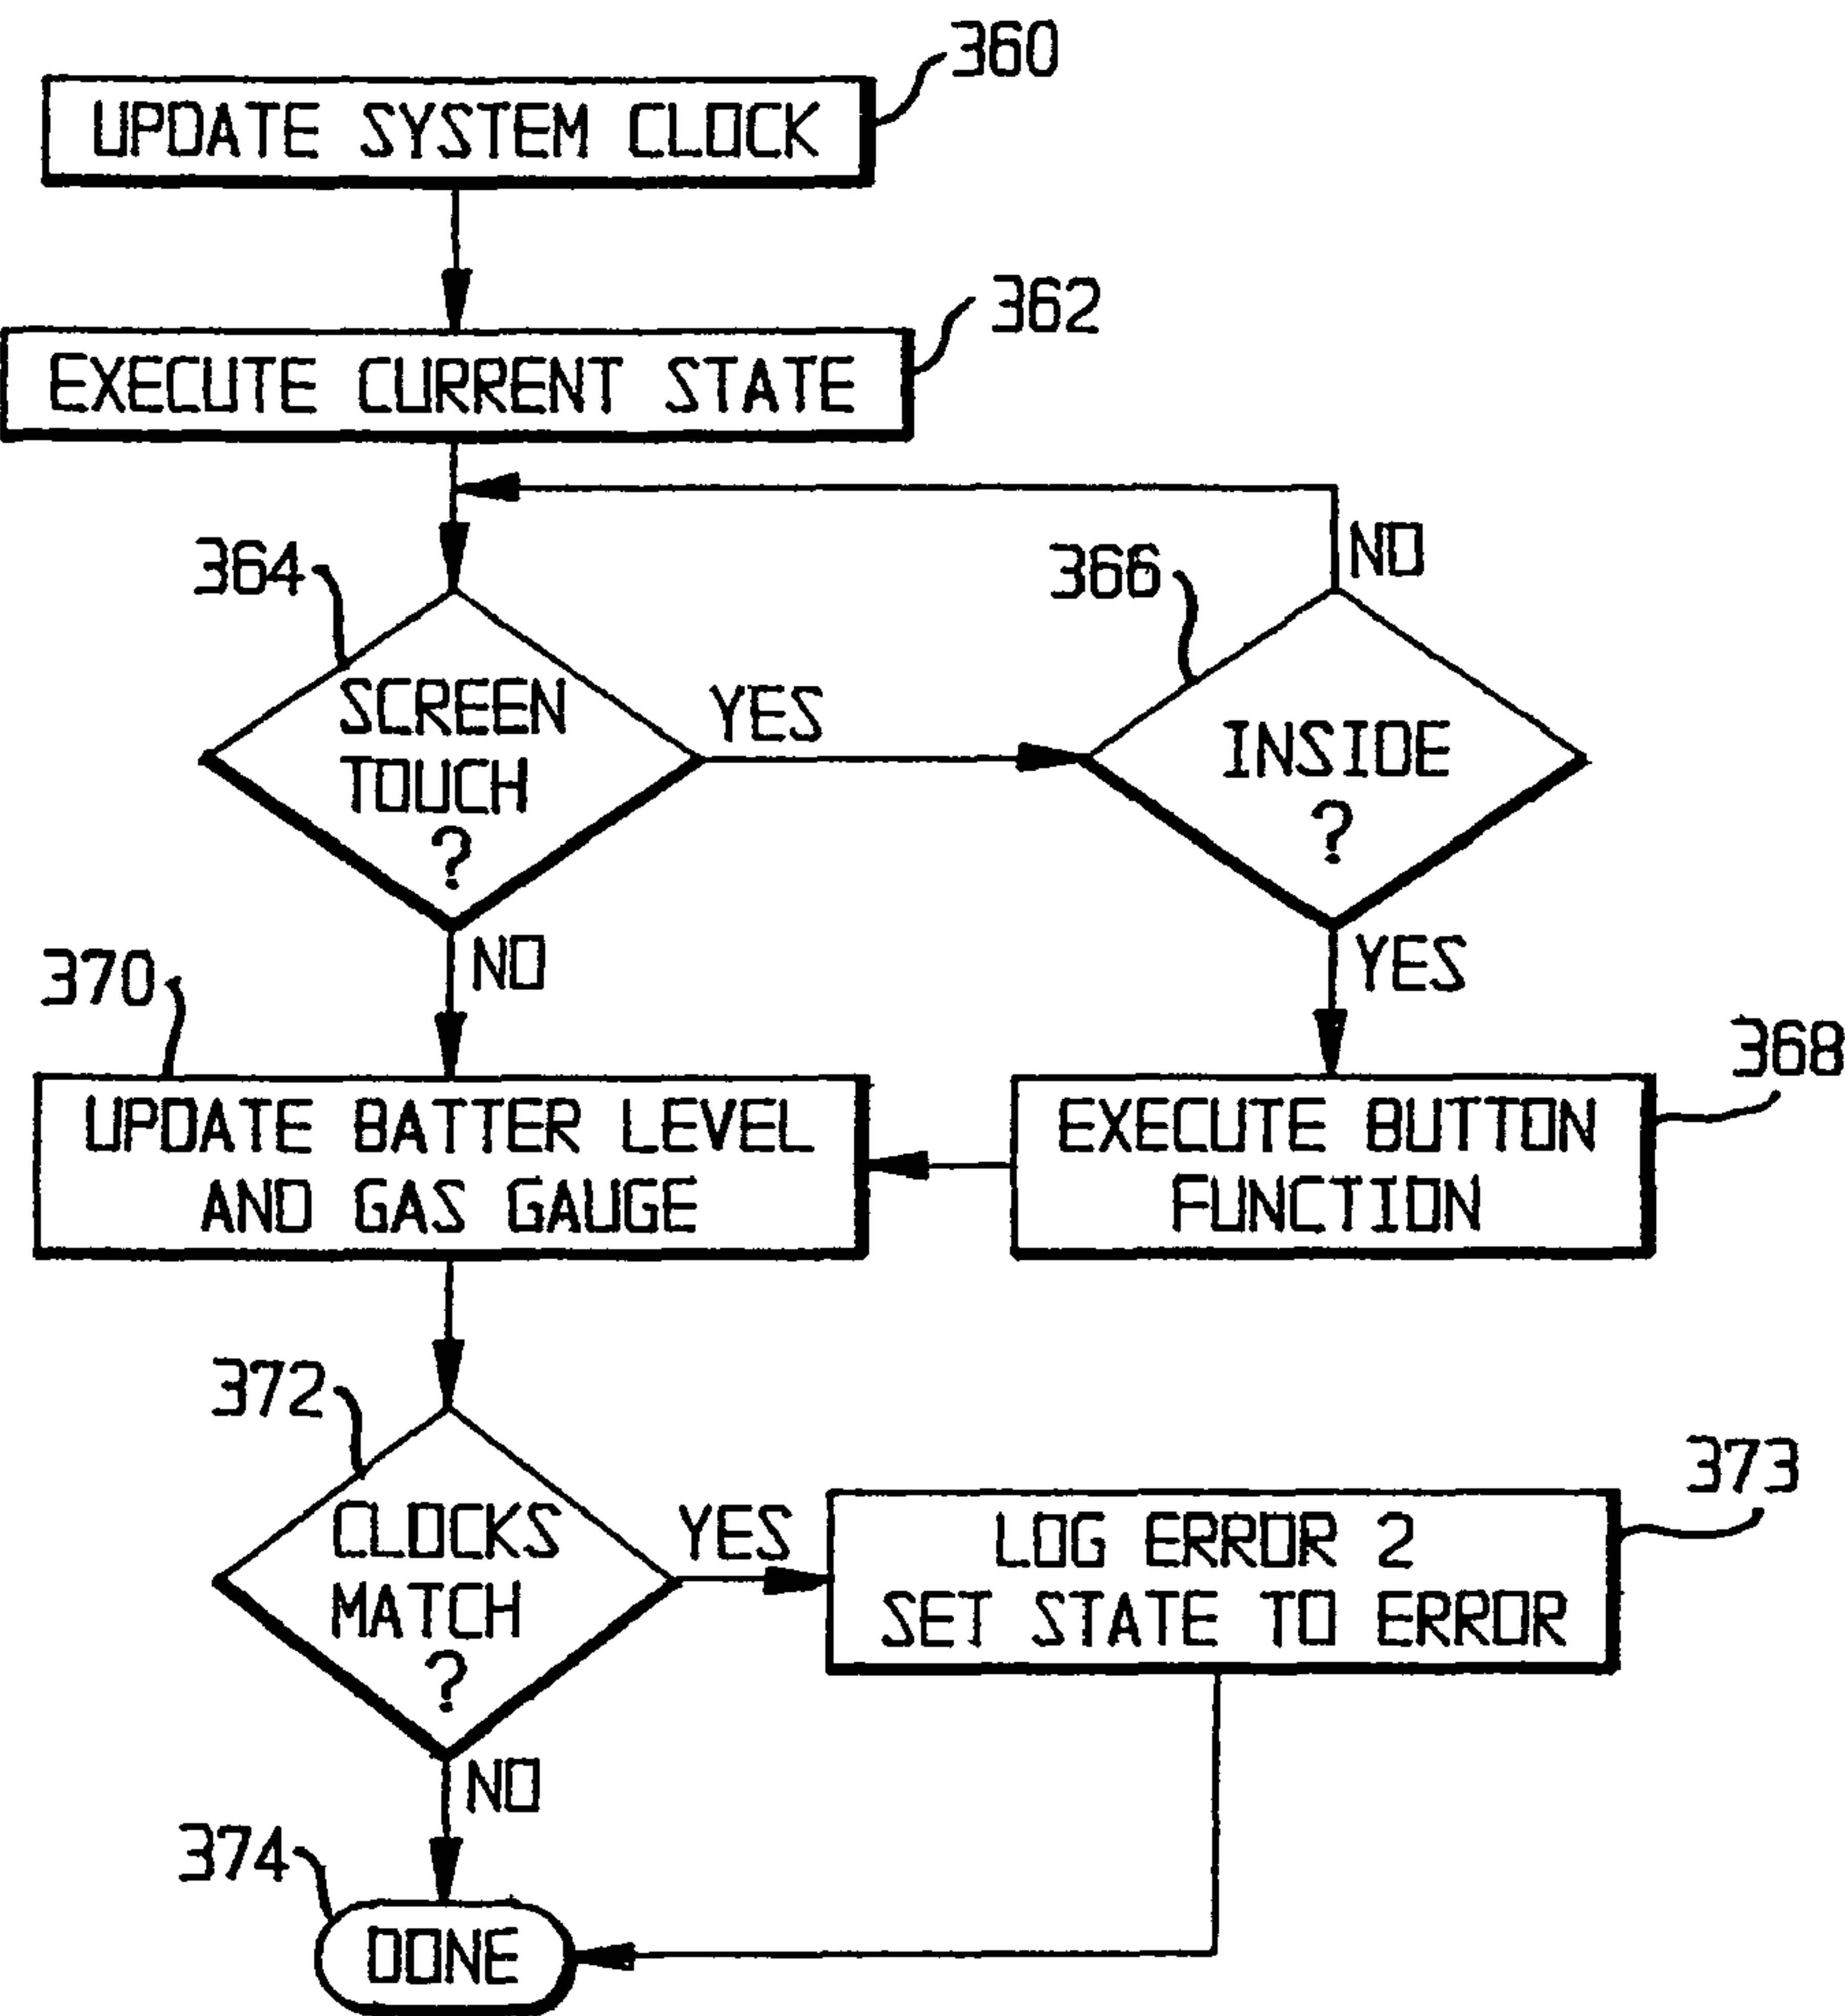 360
UPDATE SYSTEM CLOCK
362
EXECUTE CURRENT STATE
NO
364
366
SCREEN
TOUCH
?
YES
INSIDE
?
NO
YES
370
368
UPDATE BATTER LEVEL
AND GAS GAUGE
EXECUTE BUTTON
FUNCTION
372
373
CLOCKS
MATCH
?
YES
LOG ERROR 2
SET STATE TO ERROR
NO
374
DONE